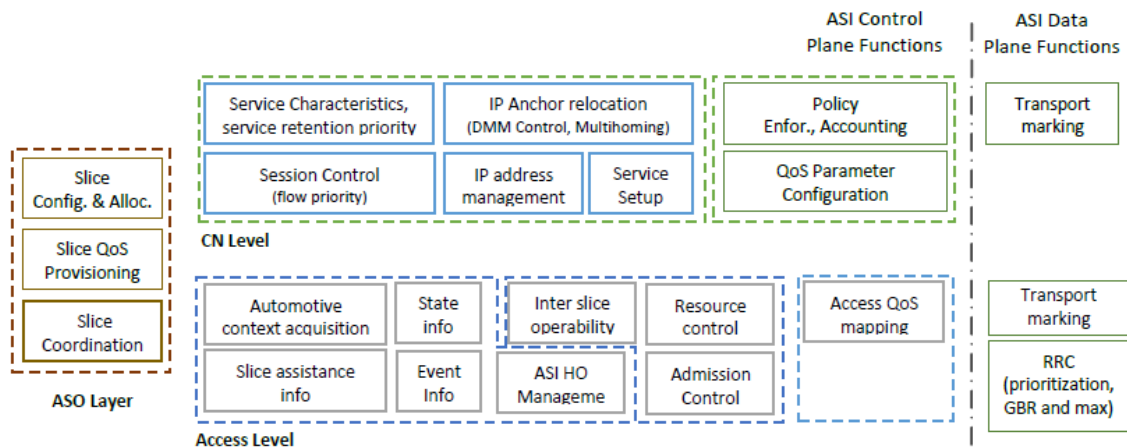 ASI Control
Plane Functions
ASI Data
Plane Functions
Service Characteristics,
service retention priority
IP Anchor relocation
(DMM Control, Multihoming)
Policy
Enfor., Accounting
Transport
marking
Session Control
(flow priority)
IP address
management
Service
Setup
QoS Parameter
Configuration
CN Level
Slice
Config. & Alloc.
Slice QoS
Provisioning
Slice
Coordination
ASO Layer
Automotive
context acquisition
State
info
Inter slice
operability
Resource
control
Access QoS
mapping
Transport
marking
Slice assistance
info
Event
Info
ASI HO
Manageme
Admission
Control
RRC
(prioritization,
GBR and max)
Access Level